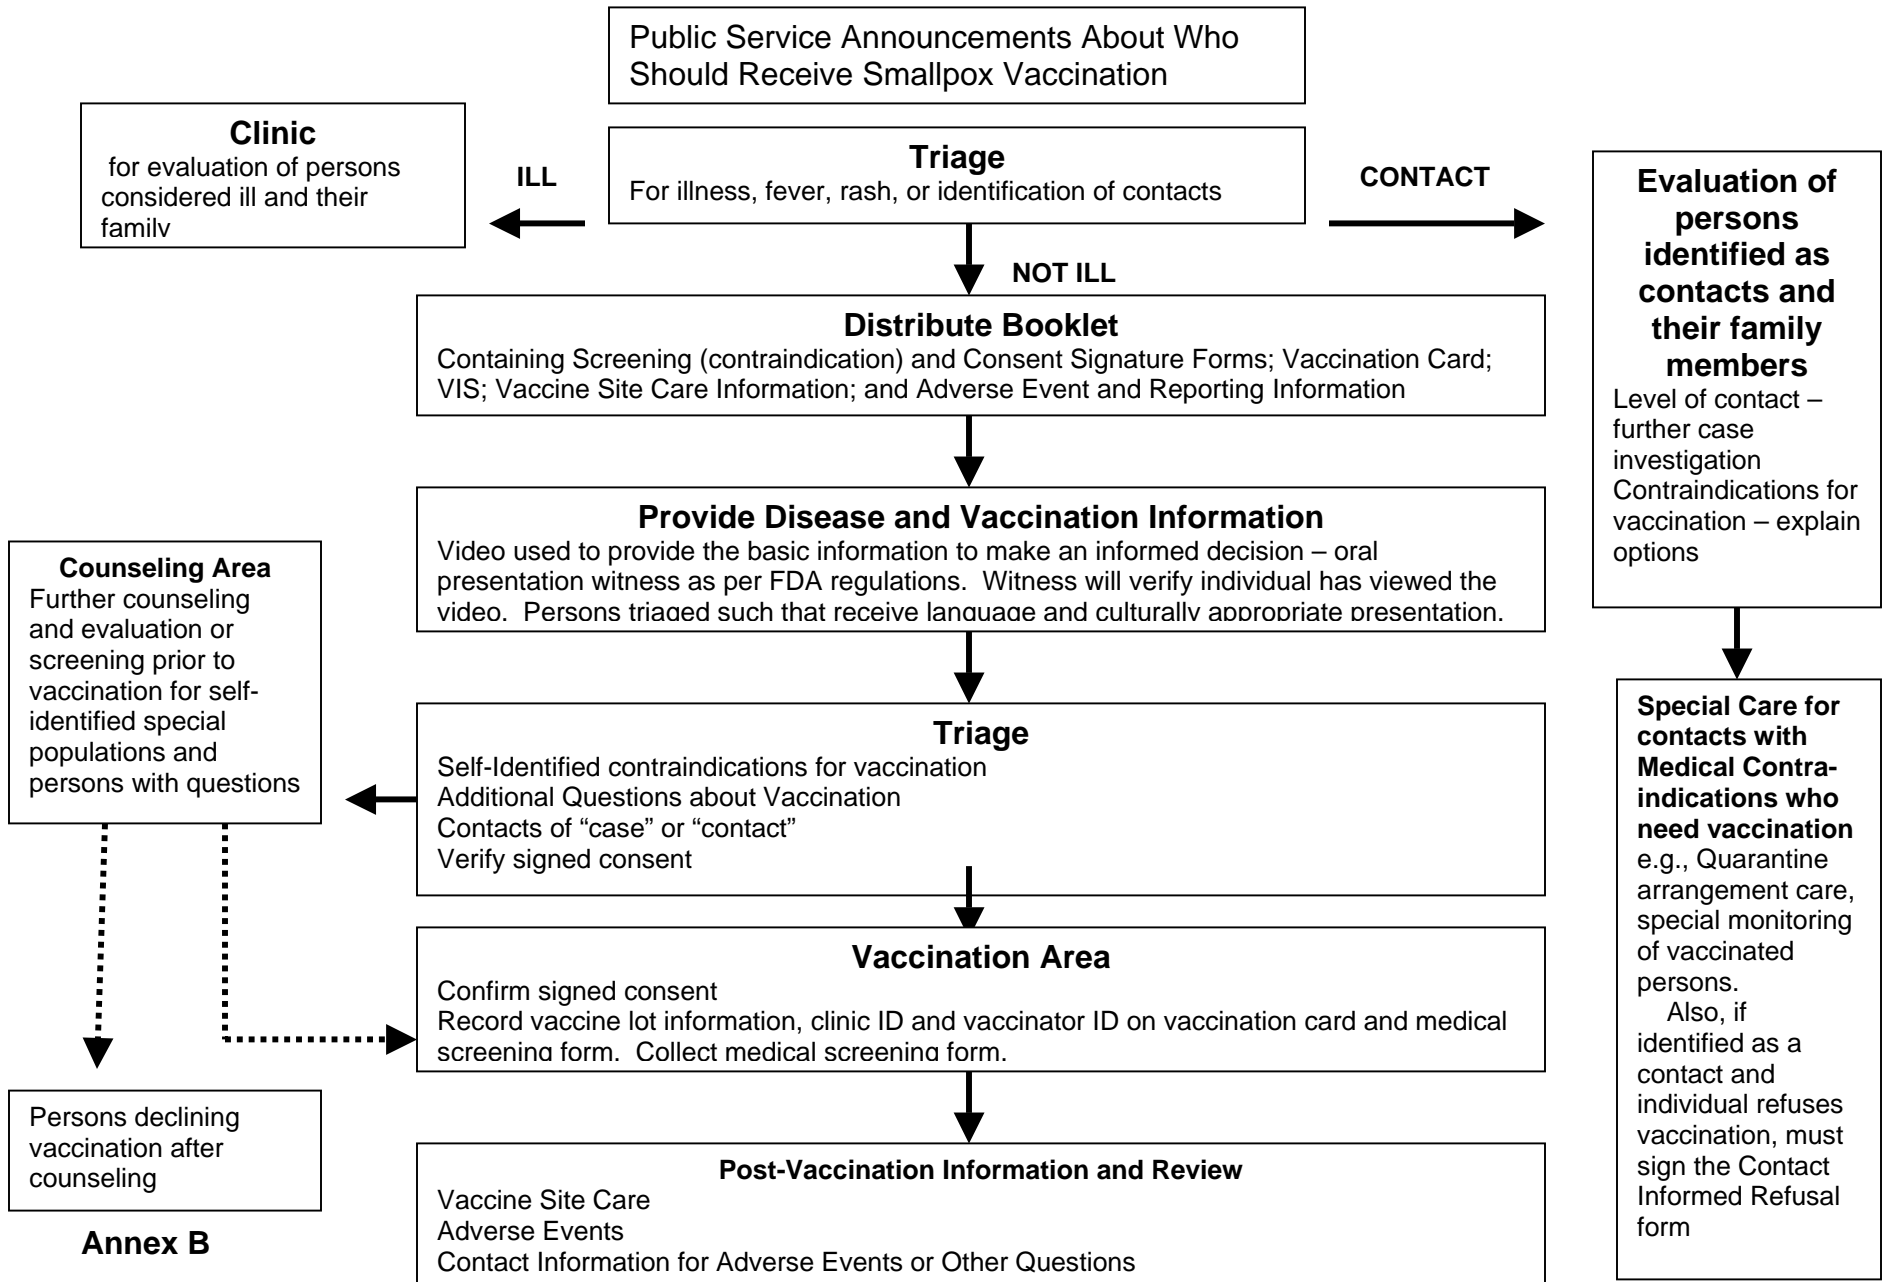 Public Service Announcements About Who
Should Receive Smallpox Vaccination
Clinic
for evaluation of persons
considered ill and their
family
ILL
Triage
For illness, fever, rash, or identification of contacts
CONTACT
NOT ILL
Evaluation of
persons
identified as
contacts and
their family
members
Level of contact –
further case
investigation
Contraindications for
vaccination – explain
options
Distribute Booklet
Containing Screening (contraindication) and Consent Signature Forms; Vaccination Card;
VIS; Vaccine Site Care Information; and Adverse Event and Reporting Information
Provide Disease and Vaccination Information
Video used to provide the basic information to make an informed decision – oral
presentation witness as per FDA regulations.  Witness will verify individual has viewed the
video.  Persons triaged such that receive language and culturally appropriate presentation.
Counseling Area
Further counseling
and evaluation or
screening prior to
vaccination for self-
identified special
populations and
persons with questions
Triage
Self-Identified contraindications for vaccination
Additional Questions about Vaccination
Contacts of “case” or “contact”
Verify signed consent
Special Care for
contacts with
Medical Contra-
indications who
need vaccination
e.g., Quarantine
arrangement care,
special monitoring
of vaccinated
persons.
Also, if
identified as a
contact and
individual refuses
vaccination, must
sign the Contact
Informed Refusal
form
Vaccination Area
Confirm signed consent
Record vaccine lot information, clinic ID and vaccinator ID on vaccination card and medical
screening form.  Collect medical screening form.
Persons declining
vaccination after
counseling
Post-Vaccination Information and Review
Vaccine Site Care
Adverse Events
Contact Information for Adverse Events or Other Questions
Annex B